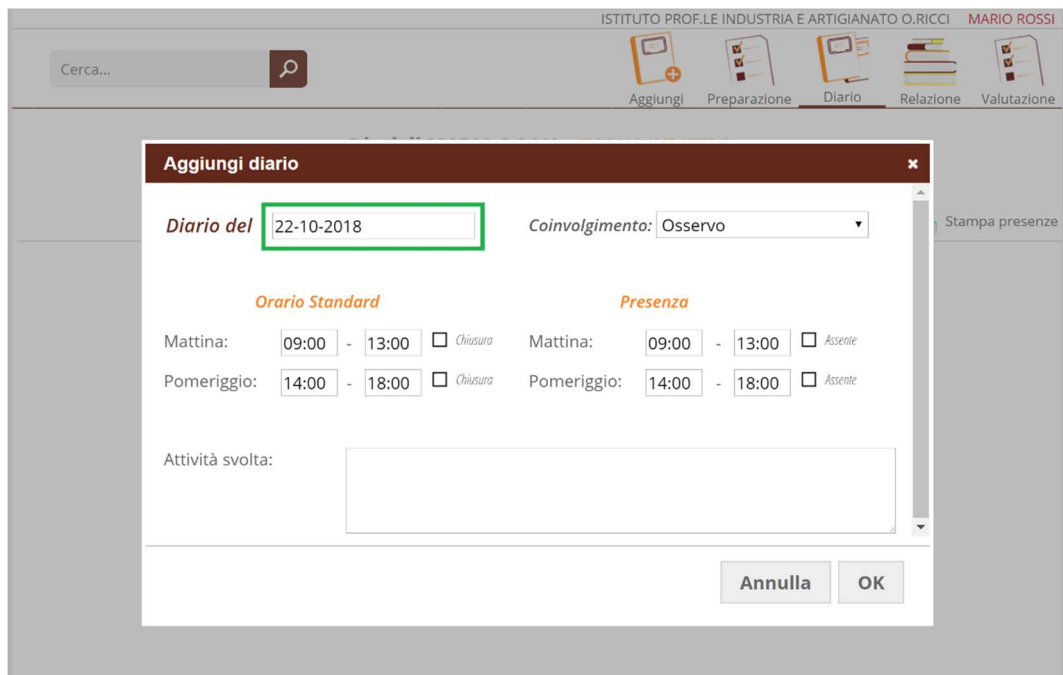 ISTITUTO PROF.LE INDUSTRIA E ARTIGIANATO O.RICCI MARIO ROSSI
Cerca...
Aggiungi Preparazione Diario Relazione Valutazione
Aggiungi diario
Stampa presenze
Diario del 22-10-2018 Coinvolgimento: Osservo
Orario Standard Presenza
Mattina: 09:00 - 13:00 Chiusura Mattina: 09:00 - 13:00 Assente
Pomeriggio: 14:00 - 18:00 Chiusura Pomeriggio: 14:00 - 18:00 Assente
Attività svolta:
Annulla OK